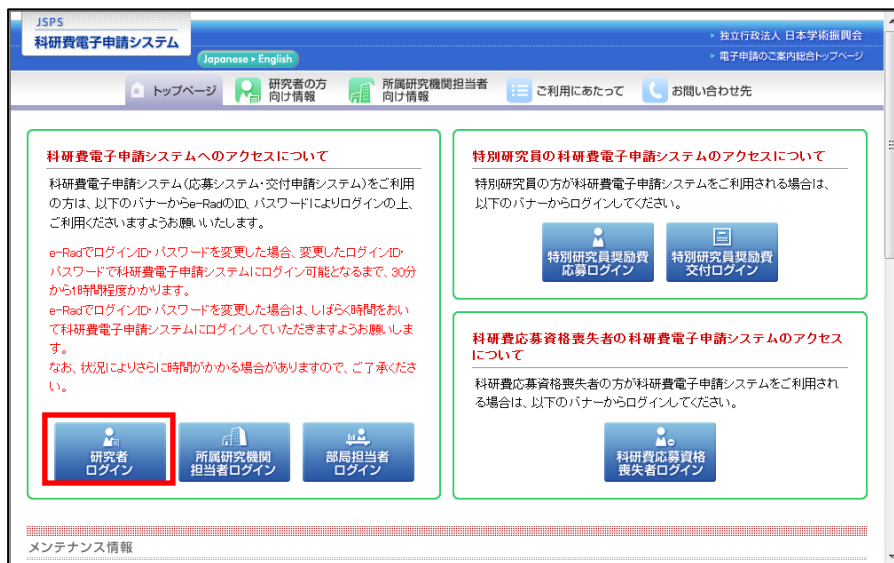 JSPS
科研費電子申請システム
Japanese ▸ English
独立行政法人 日本学術振興会
電子申請のご案内総合トップページ
トップページ
研究者の方
向け情報
所属研究機関担当者
向け情報
ご利用にあたって
お問い合わせ先
科研費電子申請システムへのアクセスについて
科研費電子申請システム(応募システム・交付申請システム)をご利用
の方は、以下のバナーからe-RadのID、パスワードによりログインの上、
ご利用くださいますようお願いいたします。
e-RadでログインID・パスワードを変更した場合、変更したログインID・
パスワードで科研費電子申請システムにログイン可能となるまで、30分
から1時間程度かかります。
e-RadでログインID・パスワードを変更した場合は、しばらく時間をおい
て科研費電子申請システムにログインしていただきますようお願いしま
す。
なお、状況によりさらに時間がかかる場合がありますので、ご了承くださ
い。
研究者
ログイン
所属研究機関
担当者ログイン
部局担当者
ログイン
特別研究員の科研費電子申請システムのアクセスについて
特別研究員の方が科研費電子申請システムをご利用される場合は、
以下のバナーからログインしてください。
特別研究員奨励費
応募ログイン
特別研究員奨励費
交付ログイン
科研費応募資格喪失者の科研費電子申請システムのアクセス
について
科研費応募資格喪失者の方が科研費電子申請システムをご利用され
る場合は、以下のバナーからログインしてください。
科研費応募資格
喪失者ログイン
メンテナンス情報